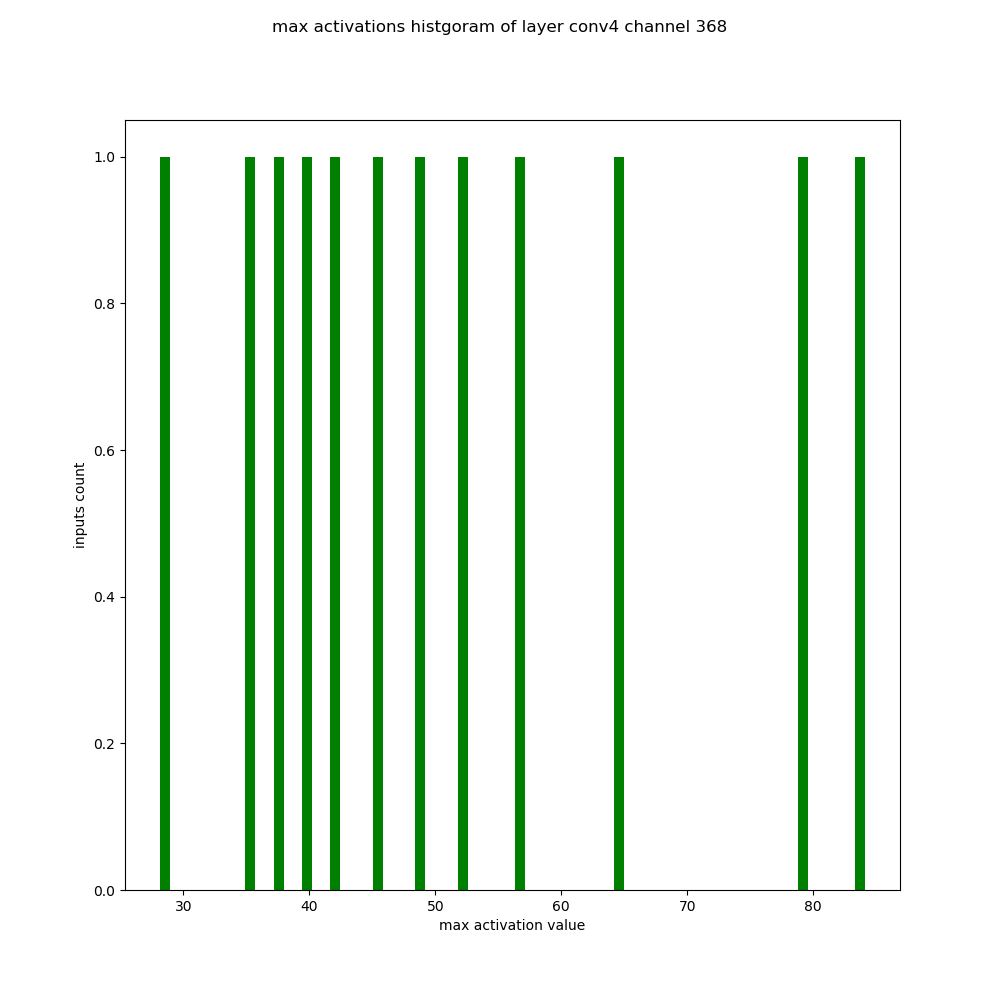 max activations histgoram of layer conv4 channel 368
1.0
0.8
0.6
0.4
0.2
0.0
inputs count
30 40 50 60 70 80
max activation value